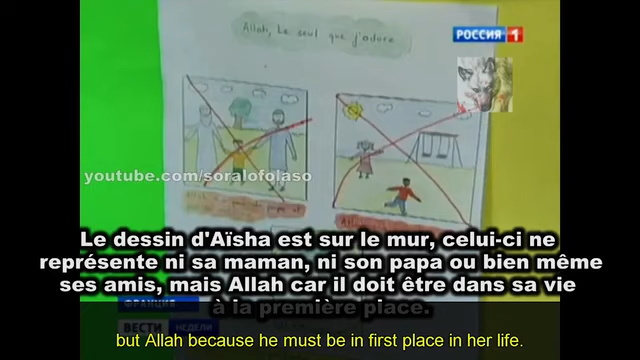 Allah, le seul que j'adore
РОССИЯ 1
youtube.com/soralofolaso
Le dessin d'Aïsha est sur le mur, celui-ci ne
représente ni sa maman, ni son papa ou bien même
ses amis, mais Allah car il doit être dans sa vie
à la première place.
ФРАНЦИЯ
ВЕСТИ НЕДЕЛИ
but Allah because he must be in first place in her life.